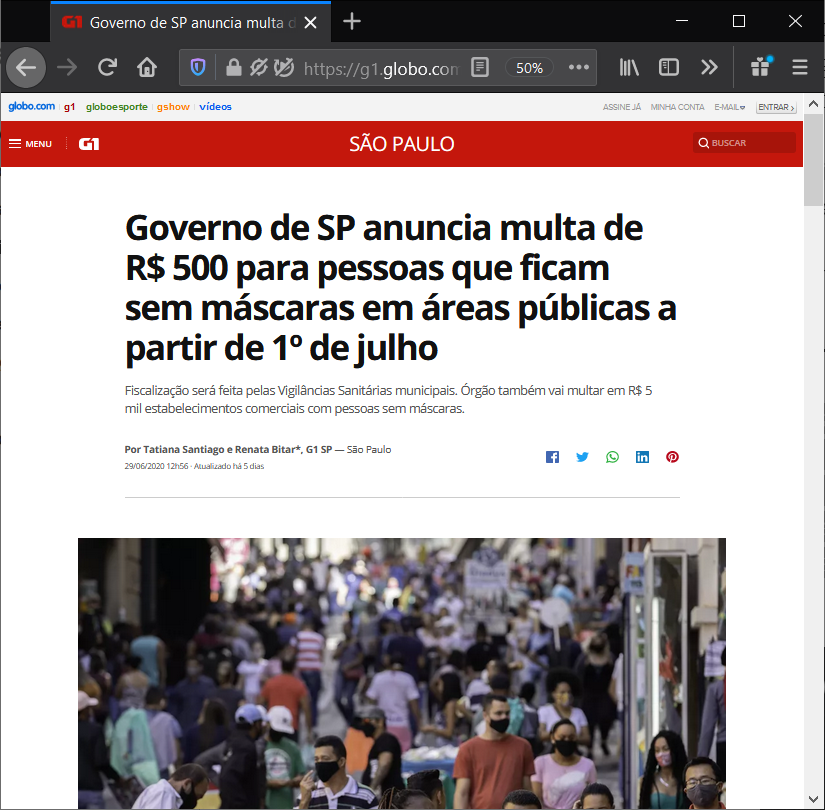 G1 Governo de SP anuncia multa d
https://g1.globo.com
50%
globo.com g1 globoesporte gshow vídeos
ASSINE JÁ MINHA CONTA E-MAIL ENTRAR
MENU G1 SÃO PAULO BUSCAR
Governo de SP anuncia multa de
R$ 500 para pessoas que ficam
sem máscaras em áreas públicas a
partir de 1º de julho
Fiscalização será feita pelas Vigilâncias Sanitárias municipais. Órgão também vai multar em R$ 5
mil estabelecimentos comerciais com pessoas sem máscaras.
Por Tatiana Santiago e Renata Bitar*, G1 SP — São Paulo
29/06/2020 12h56 · Atualizado há 5 dias